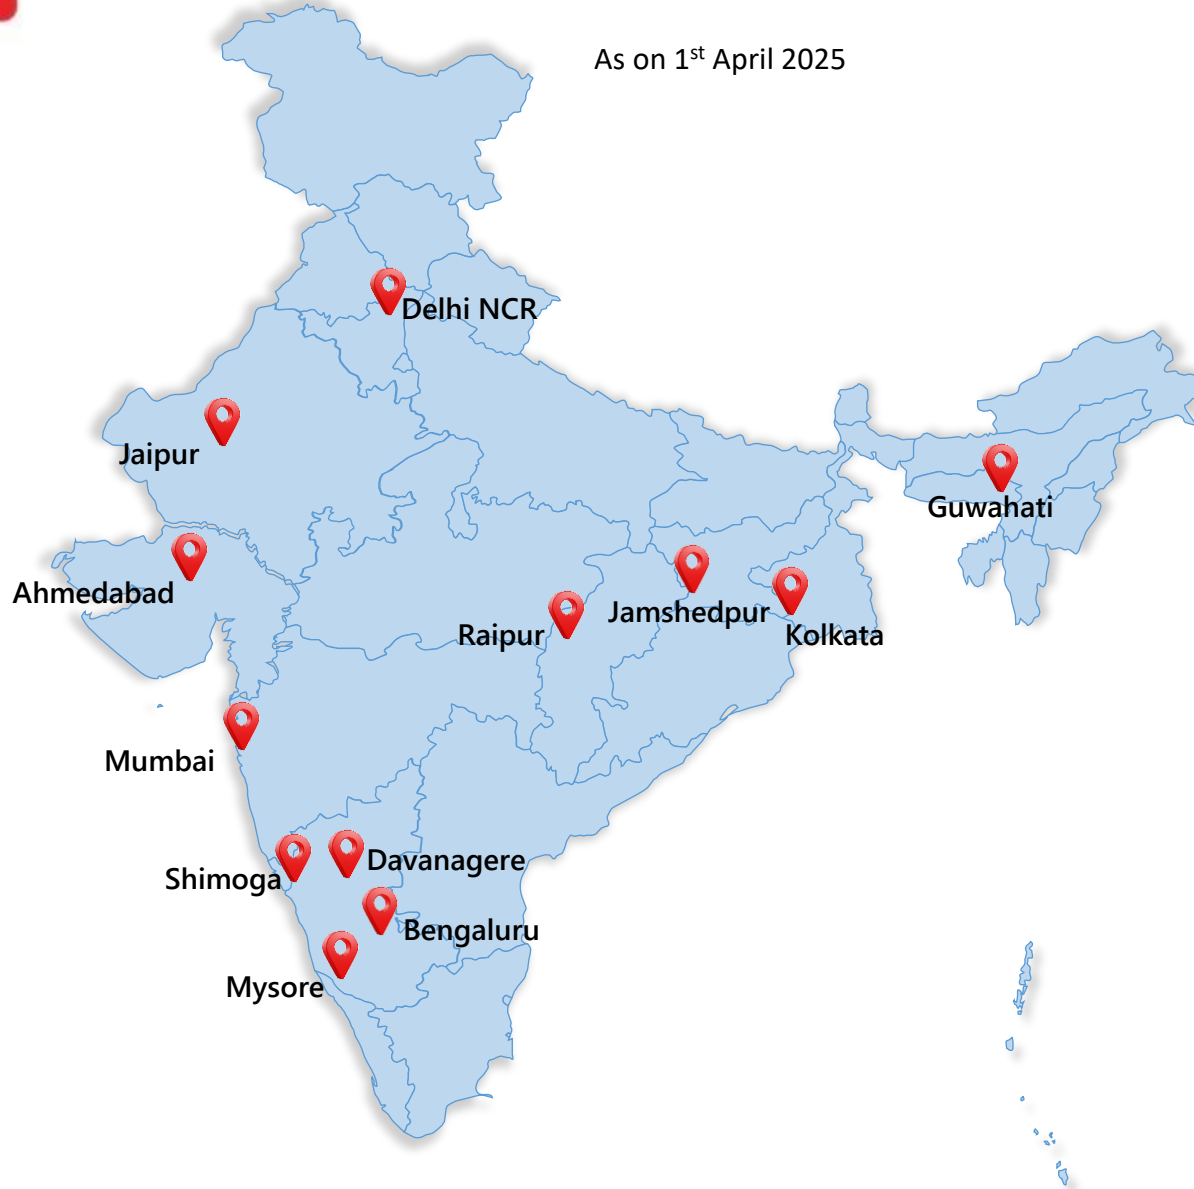 As on 1st April 2025
Delhi NCR
Jaipur
Guwahati
Ahmedabad
Jamshedpur
Raipur
Kolkata
Mumbai
Davanagere
Shimoga
Bengaluru
Mysore